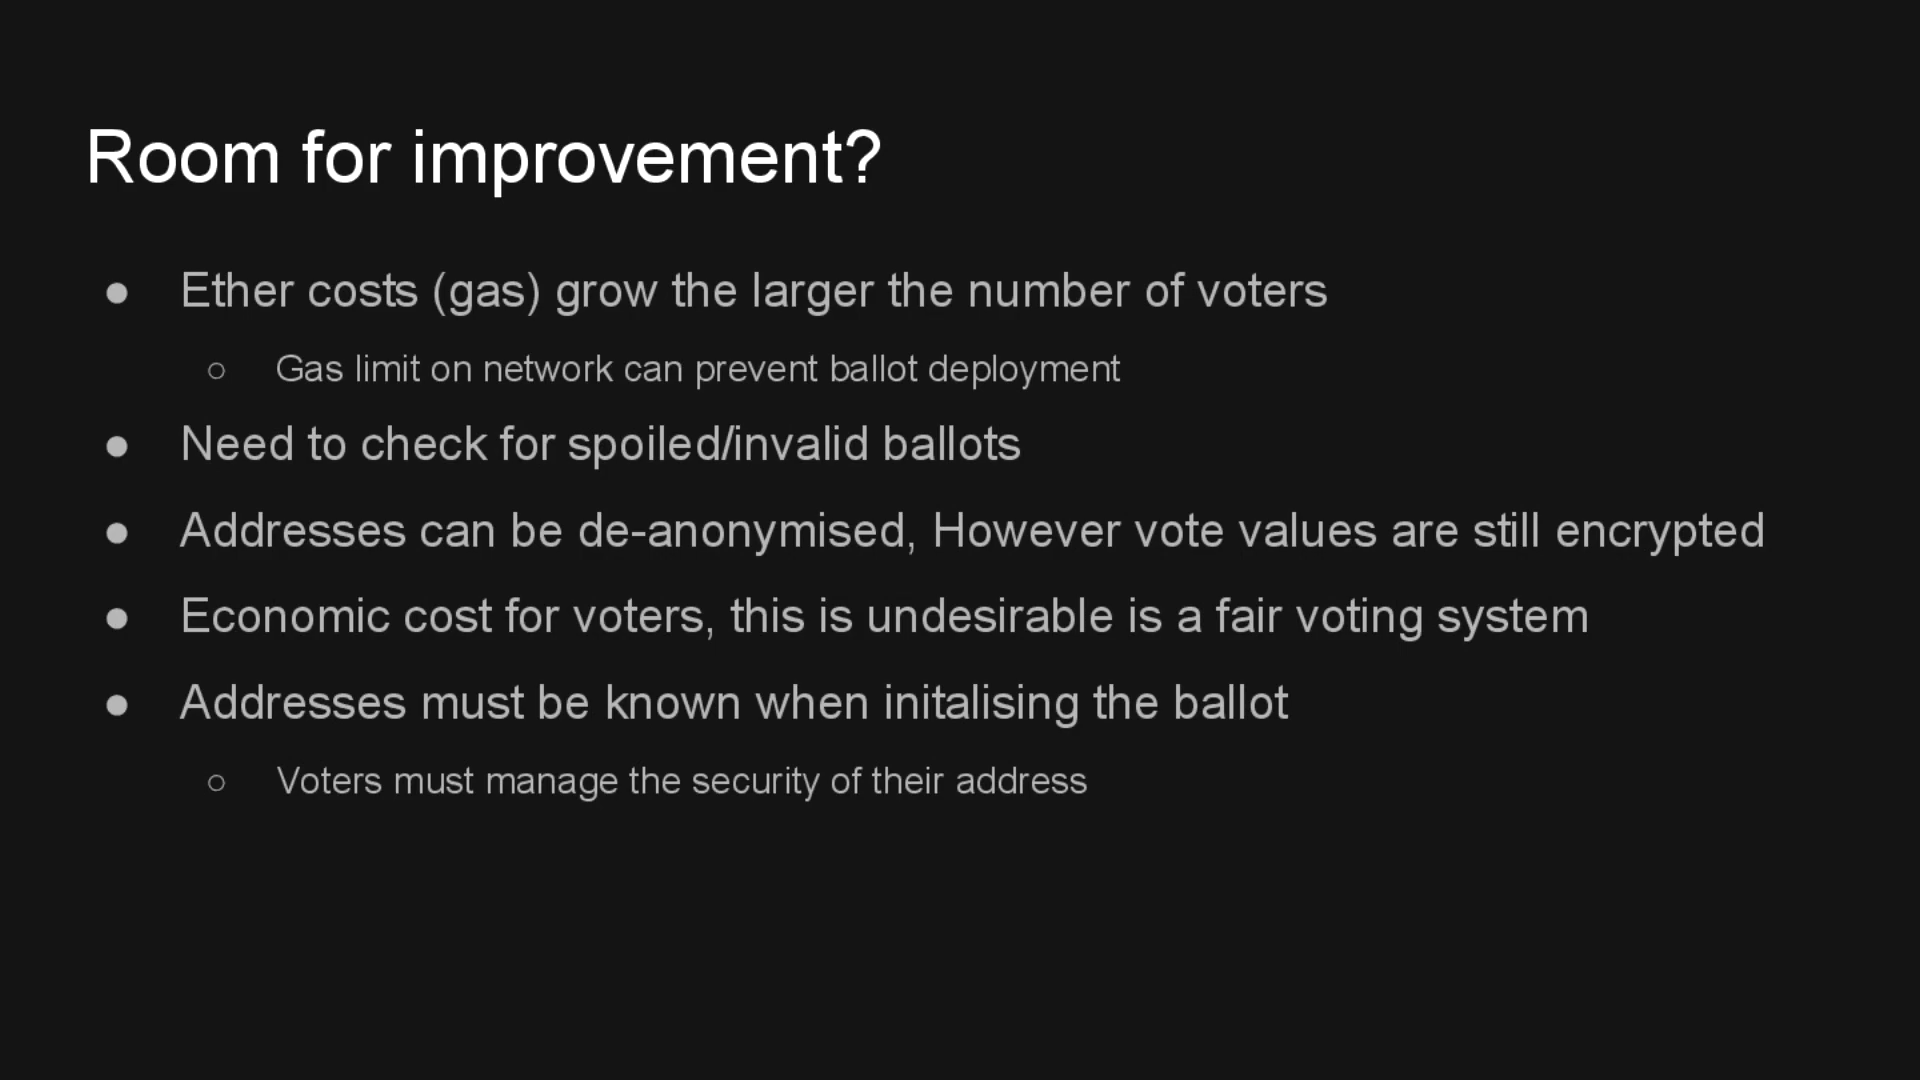 Room for improvement?
● Ether costs (gas) grow the larger the number of voters
○ Gas limit on network can prevent ballot deployment
● Need to check for spoiled/invalid ballots
● Addresses can be de-anonymised, However vote values are still encrypted
● Economic cost for voters, this is undesirable is a fair voting system
● Addresses must be known when initalising the ballot
○ Voters must manage the security of their address